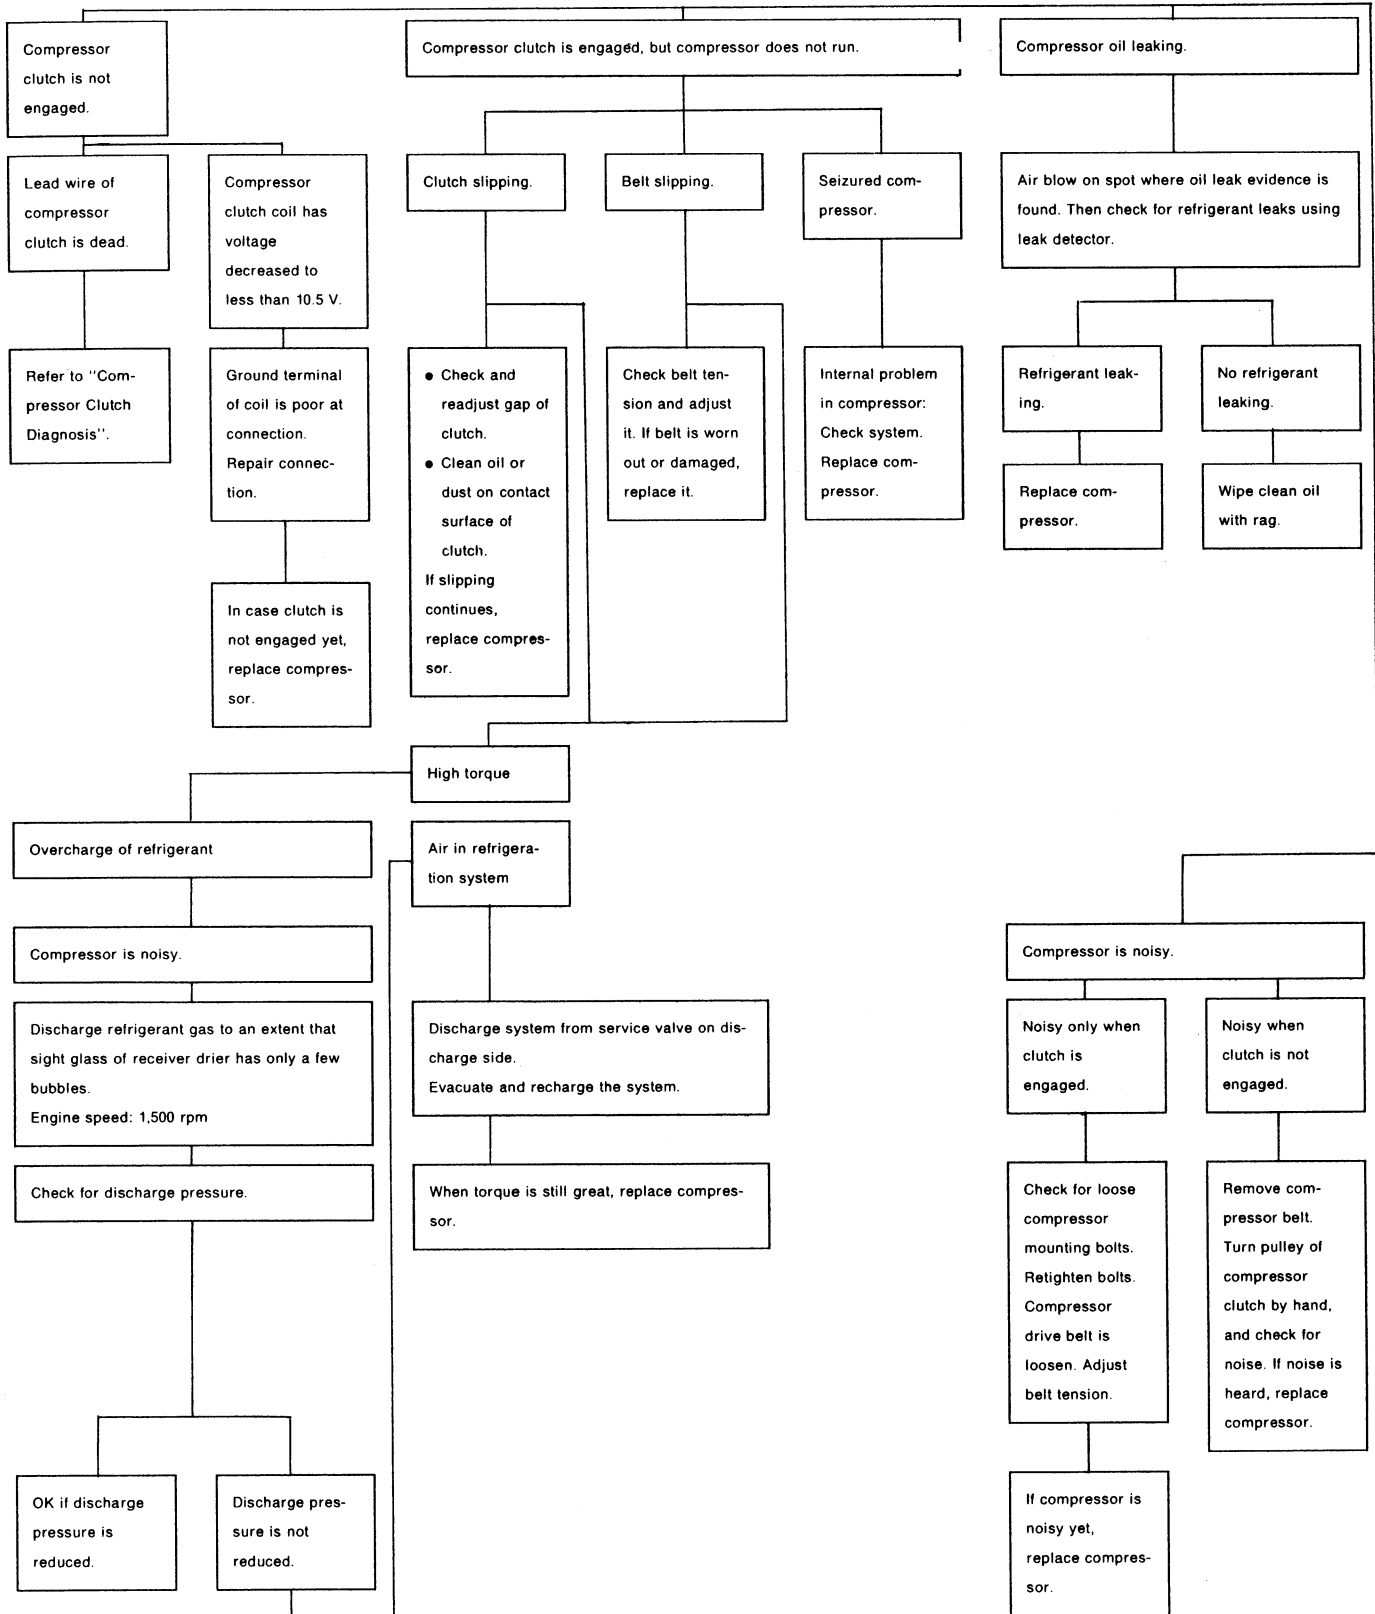 Compressor
clutch is not
engaged.
Compressor clutch is engaged, but compressor does not run.
Compressor oil leaking.
Lead wire of
compressor
clutch is dead.
Compressor
clutch coil has
voltage
decreased to
less than 10.5 V.
Clutch slipping.
Belt slipping.
Seizured com-
pressor.
Air blow on spot where oil leak evidence is
found. Then check for refrigerant leaks using
leak detector.
Refer to "Com-
pressor Clutch
Diagnosis".
Ground terminal
of coil is poor at
connection.
Repair connec-
tion.
● Check and
readjust gap of
clutch.
● Clean oil or
dust on contact
surface of
clutch.
If slipping
continues,
replace compres-
sor.
Check belt ten-
sion and adjust
it. If belt is worn
out or damaged,
replace it.
Internal problem
in compressor:
Check system.
Replace com-
pressor.
Refrigerant leak-
ing.
No refrigerant
leaking.
Replace com-
pressor.
Wipe clean oil
with rag.
In case clutch is
not engaged yet,
replace compres-
sor.
High torque
Overcharge of refrigerant
Air in refrigera-
tion system
Compressor is noisy.
Compressor is noisy.
Discharge refrigerant gas to an extent that
sight glass of receiver drier has only a few
bubbles.
Engine speed: 1,500 rpm
Discharge system from service valve on dis-
charge side.
Evacuate and recharge the system.
Noisy only when
clutch is
engaged.
Noisy when
clutch is not
engaged.
Check for discharge pressure.
When torque is still great, replace compres-
sor.
Check for loose
compressor
mounting bolts.
Retighten bolts.
Compressor
drive belt is
loosen. Adjust
belt tension.
Remove com-
pressor belt.
Turn pulley of
compressor
clutch by hand,
and check for
noise. If noise is
heard, replace
compressor.
OK if discharge
pressure is
reduced.
Discharge pres-
sure is not
reduced.
If compressor is
noisy yet,
replace compres-
sor.